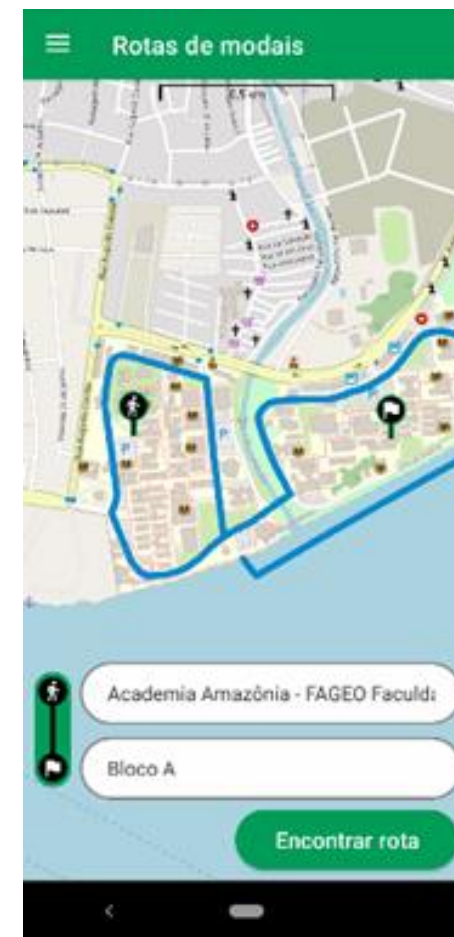 Rotas de modais
0,5 km
P
P
Academia Amazônia - FAGEO Faculda
Bloco A
Encontrar rota